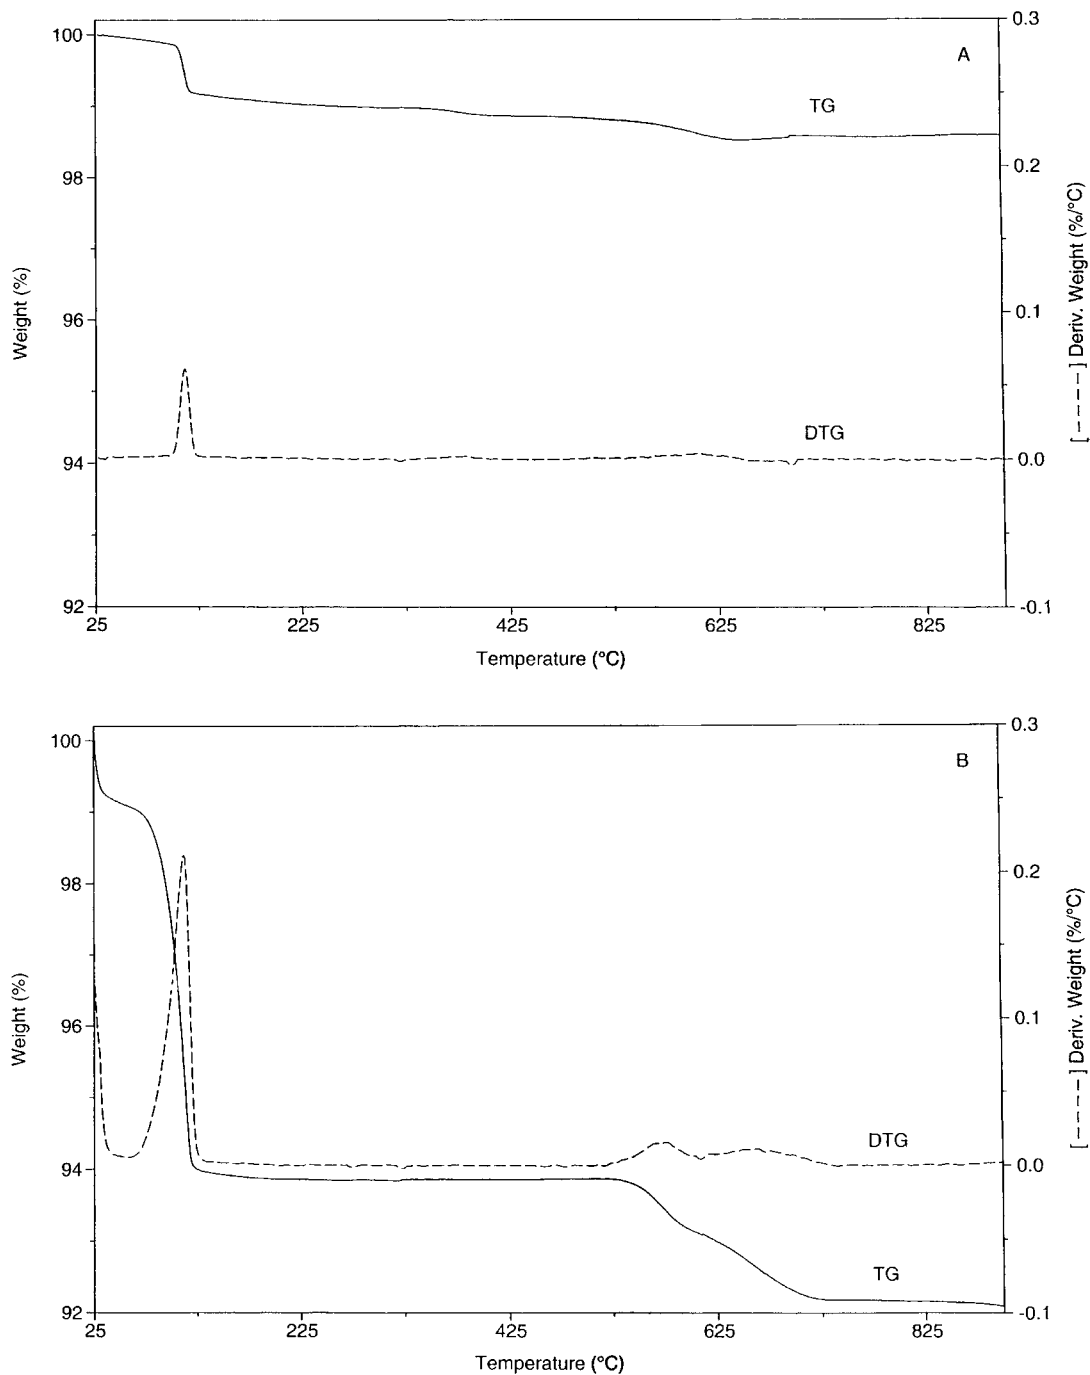 0.3
100
A
TG
98
0.2
Weight (%)
96
0.1
[ - - - - ] Deriv. Weight (%/°C)
DTG
94
0.0
92
-0.1
25 225 425 625 825
Temperature (°C)
0.3
100
B
98
0.2
Weight (%)
96
0.1
[ - - - - ] Deriv. Weight (%/°C)
DTG
94
0.0
TG
92
-0.1
25 225 425 625 825
Temperature (°C)